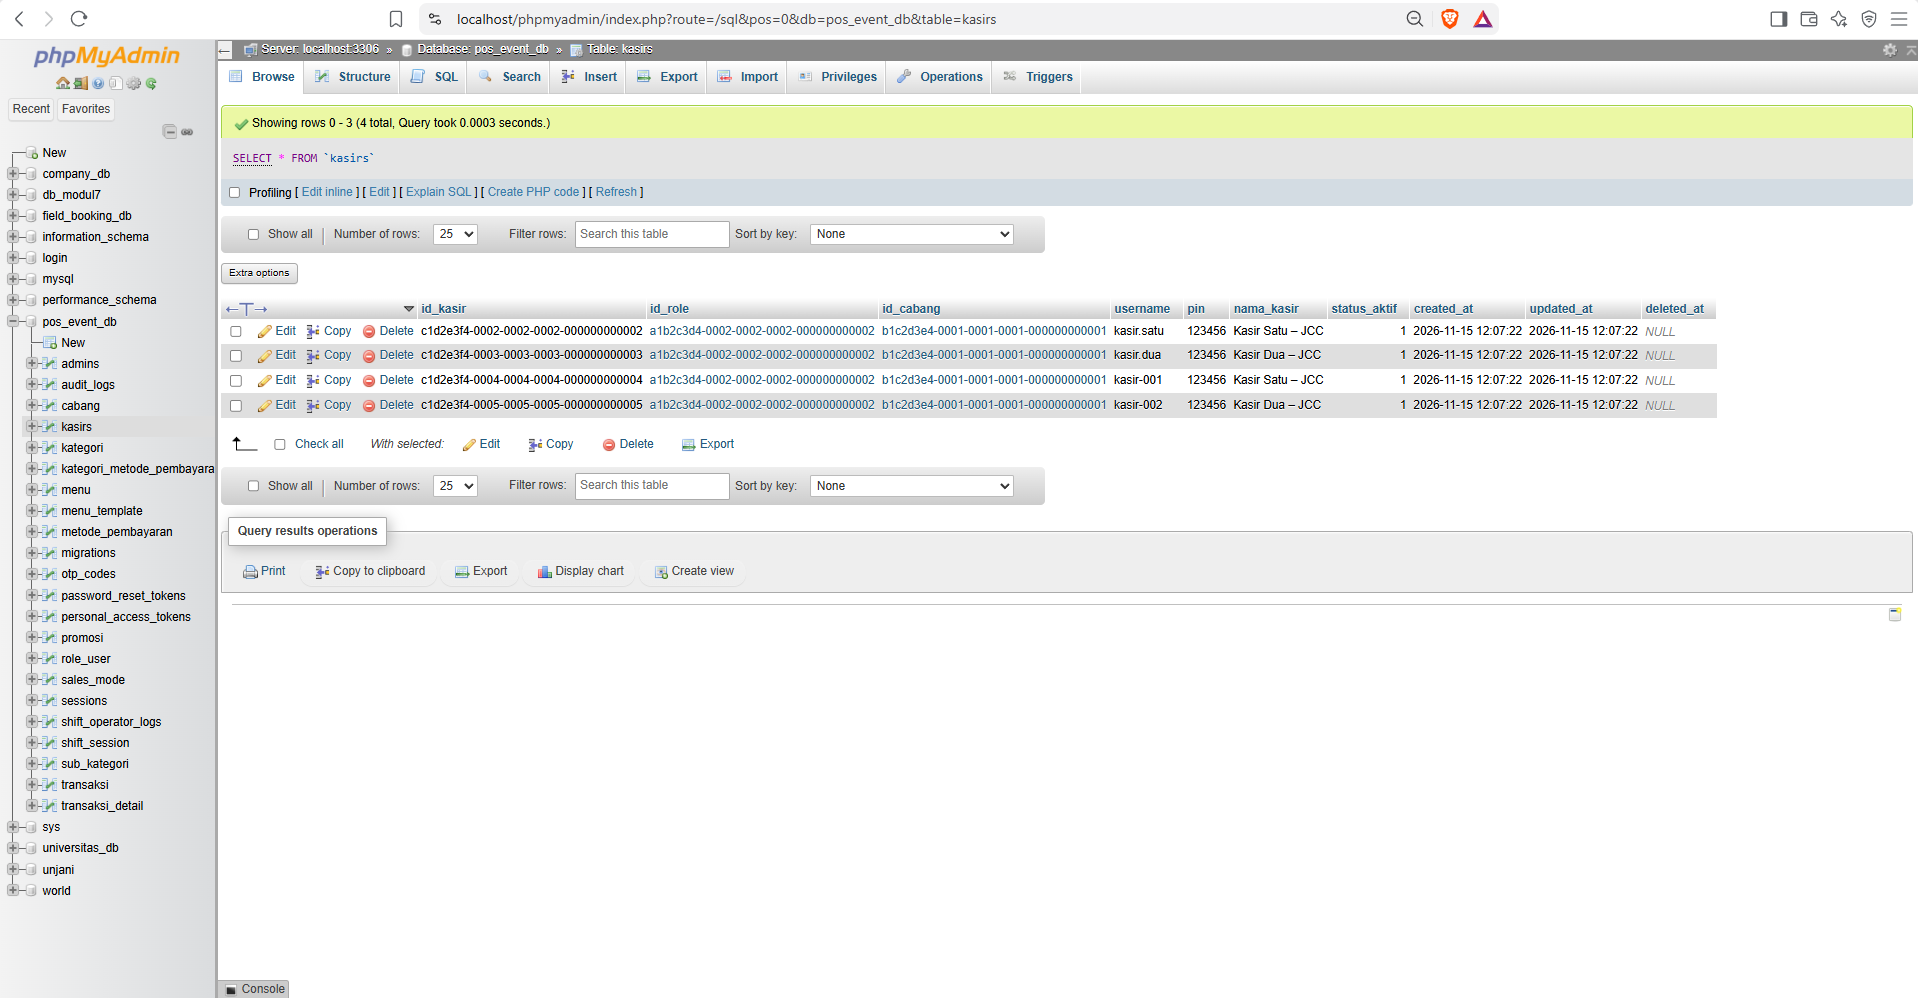 localhost/phpmyadmin/index.php?route=/sql&pos=0&db=pos_event_db&table=kasirs
phpMyAdmin
Recent Favorites
New
company_db
db_modul7
field_booking_db
information_schema
login
mysql
performance_schema
pos_event_db
New
admins
audit_logs
cabang
kasirs
kategori
kategori_metode_pembayara
menu
menu_template
metode_pembayaran
migrations
otp_codes
password_reset_tokens
personal_access_tokens
promosi
role_user
sales_mode
sessions
shift_operator_logs
shift_session
sub_kategori
transaksi
transaksi_detail
sys
universitas_db
unjani
world
Server: localhost:3306 » Database: pos_event_db » Table: kasirs
Browse Structure SQL Search Insert Export Import Privileges Operations Triggers
Showing rows 0 - 3 (4 total, Query took 0.0003 seconds.)
SELECT * FROM `kasirs`
Profiling [ Edit inline ] [ Edit ] [ Explain SQL ] [ Create PHP code ] [ Refresh ]
Show all Number of rows: 25 Filter rows: Search this table Sort by key: None
Extra options
id_kasir id_role id_cabang username pin nama_kasir status_aktif created_at updated_at deleted_at
Edit Copy Delete c1d2e3f4-0002-0002-0002-000000000002 a1b2c3d4-0002-0002-0002-000000000002 b1c2d3e4-0001-0001-0001-000000000001 kasir.satu 123456 Kasir Satu – JCC 1 2026-11-15 12:07:22 2026-11-15 12:07:22 NULL
Edit Copy Delete c1d2e3f4-0003-0003-0003-000000000003 a1b2c3d4-0002-0002-0002-000000000002 b1c2d3e4-0001-0001-0001-000000000001 kasir.dua 123456 Kasir Dua – JCC 1 2026-11-15 12:07:22 2026-11-15 12:07:22 NULL
Edit Copy Delete c1d2e3f4-0004-0004-0004-000000000004 a1b2c3d4-0002-0002-0002-000000000002 b1c2d3e4-0001-0001-0001-000000000001 kasir-001 123456 Kasir Satu – JCC 1 2026-11-15 12:07:22 2026-11-15 12:07:22 NULL
Edit Copy Delete c1d2e3f4-0005-0005-0005-000000000005 a1b2c3d4-0002-0002-0002-000000000002 b1c2d3e4-0001-0001-0001-000000000001 kasir-002 123456 Kasir Dua – JCC 1 2026-11-15 12:07:22 2026-11-15 12:07:22 NULL
Check all With selected: Edit Copy Delete Export
Show all Number of rows: 25 Filter rows: Search this table Sort by key: None
Query results operations
Print Copy to clipboard Export Display chart Create view
Console